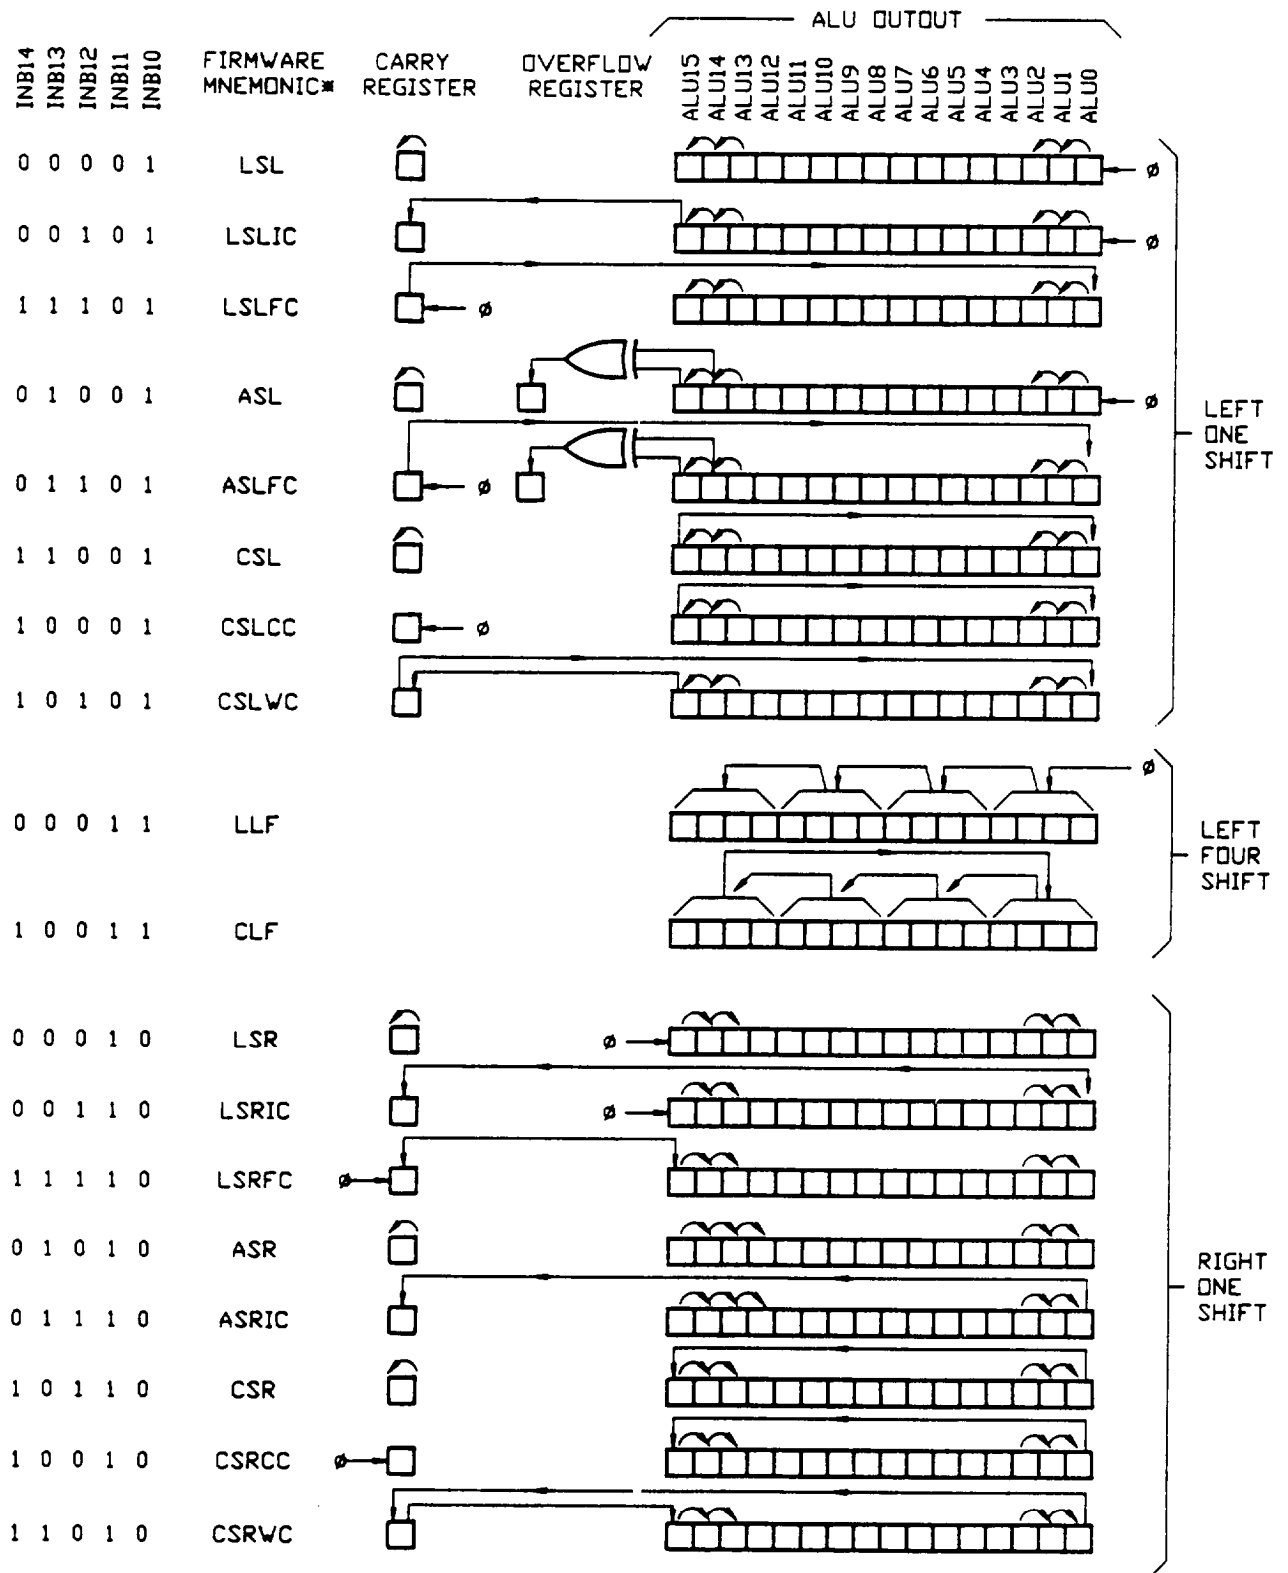 ALU OUTOUT
INB14 INB13 INB12 INB11 INB10 FIRMWARE MNEMONIC* CARRY REGISTER OVERFLOW REGISTER ALU15 ALU14 ALU13 ALU12 ALU11 ALU10 ALU9 ALU8 ALU7 ALU6 ALU5 ALU4 ALU3 ALU2 ALU1 ALU0
0 0 0 0 1 LSL ø
0 0 1 0 1 LSLIC ø
1 1 1 0 1 LSLFC ø
0 1 0 0 1 ASL ø
LEFT ONE SHIFT
0 1 1 0 1 ASLFC ø
1 1 0 0 1 CSL
1 0 0 0 1 CSLCC ø
1 0 1 0 1 CSLWC
ø
0 0 0 1 1 LLF
LEFT FOUR SHIFT
1 0 0 1 1 CLF
0 0 0 1 0 LSR ø
0 0 1 1 0 LSRIC ø
1 1 1 1 0 LSRFC ø
0 1 0 1 0 ASR
RIGHT ONE SHIFT
0 1 1 1 0 ASRIC
1 0 1 1 0 CSR
1 0 0 1 0 CSRCC ø
1 1 0 1 0 CSRWC